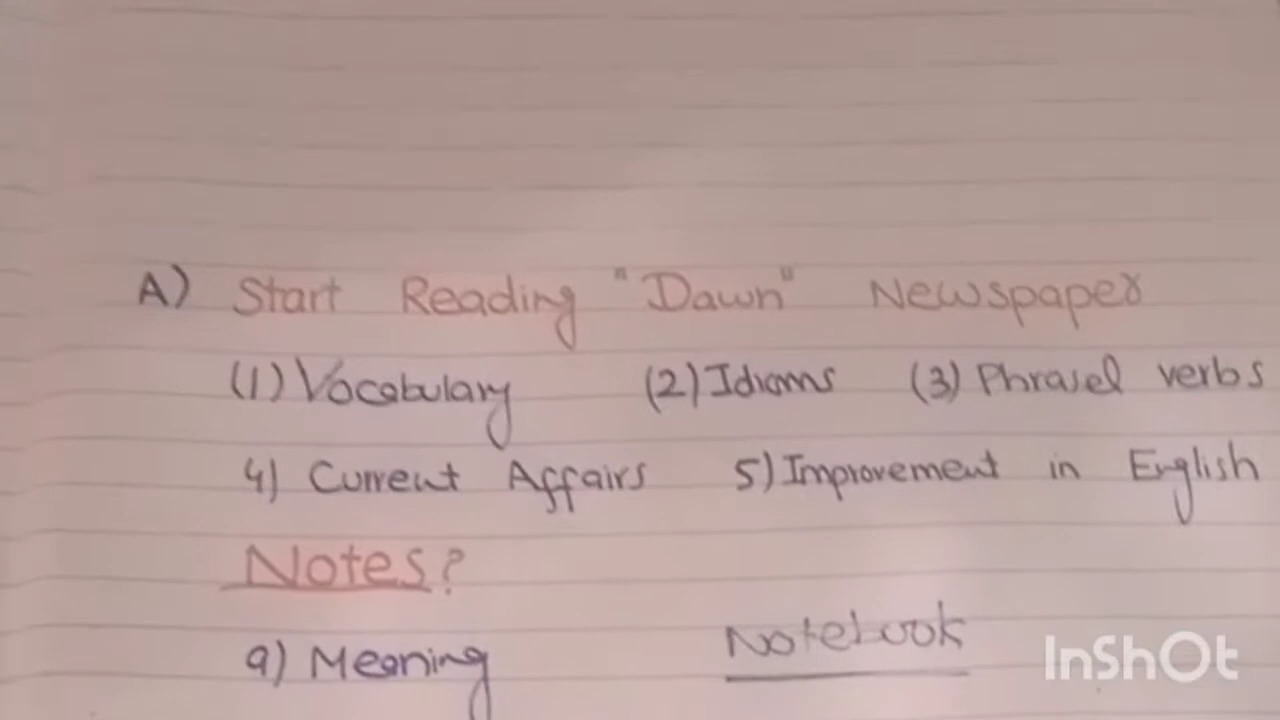 A) Start Reading "Dawn" Newspaper
(1) Vocabulary (2) Idioms (3) Phrasel verbs
4) Current Affairs 5) Improvement in English
Notes?
a) Meaning Notebook
InShOt